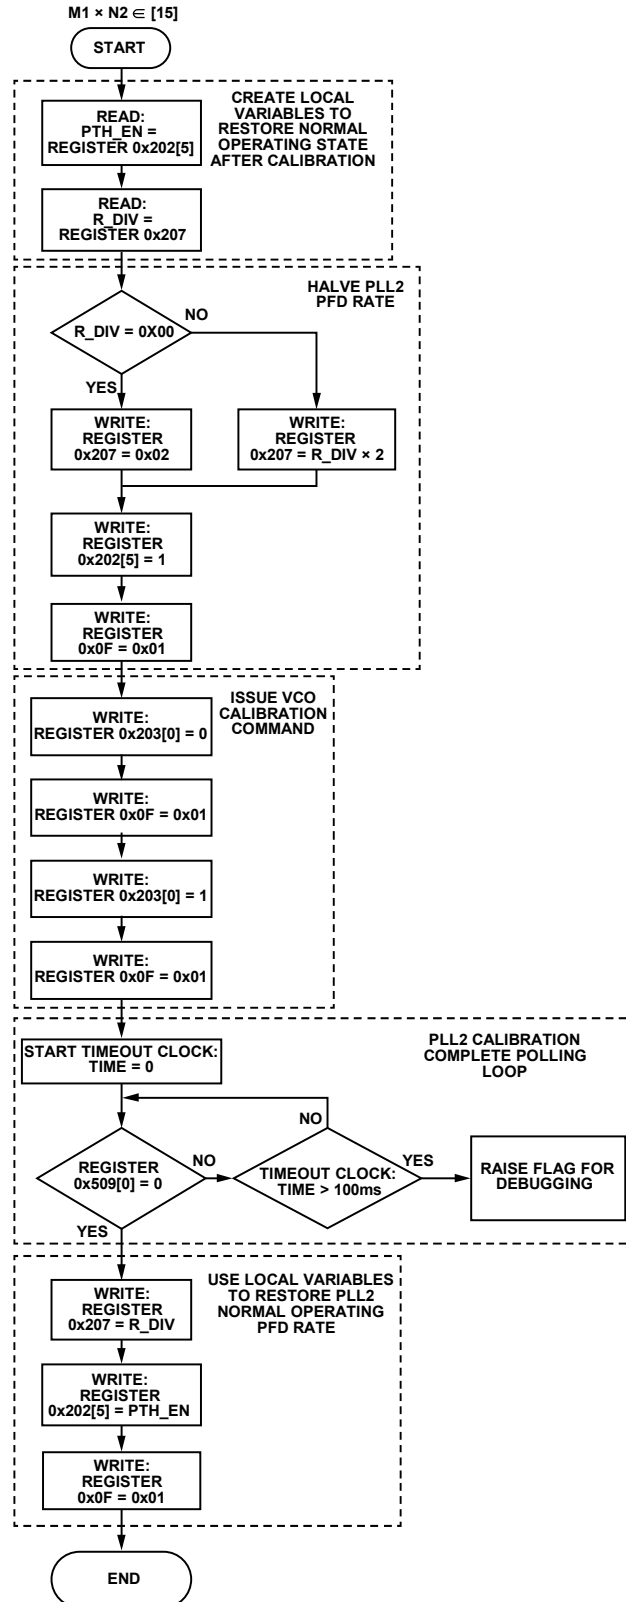 M1 × N2 ∈ [15]
START
CREATE LOCAL
VARIABLES TO
RESTORE NORMAL
OPERATING STATE
AFTER CALIBRATION
READ:
PTH_EN =
REGISTER 0x202[5]
READ:
R_DIV =
REGISTER 0x207
HALVE PLL2
PFD RATE
R_DIV = 0X00
NO
YES
WRITE:
REGISTER
0x207 = 0x02
WRITE:
REGISTER
0x207 = R_DIV × 2
WRITE:
REGISTER
0x202[5] = 1
WRITE:
REGISTER
0x0F = 0x01
ISSUE VCO
CALIBRATION
COMMAND
WRITE:
REGISTER 0x203[0] = 0
WRITE:
REGISTER 0x0F = 0x01
WRITE:
REGISTER 0x203[0] = 1
WRITE:
REGISTER 0x0F = 0x01
PLL2 CALIBRATION
COMPLETE POLLING
LOOP
START TIMEOUT CLOCK:
TIME = 0
NO
REGISTER
0x509[0] = 0
NO
TIMEOUT CLOCK:
TIME > 100ms
YES
RAISE FLAG FOR
DEBUGGING
YES
USE LOCAL VARIABLES
TO RESTORE PLL2
NORMAL OPERATING
PFD RATE
WRITE:
REGISTER
0x207 = R_DIV
WRITE:
REGISTER
0x202[5] = PTH_EN
WRITE:
REGISTER
0x0F = 0x01
END